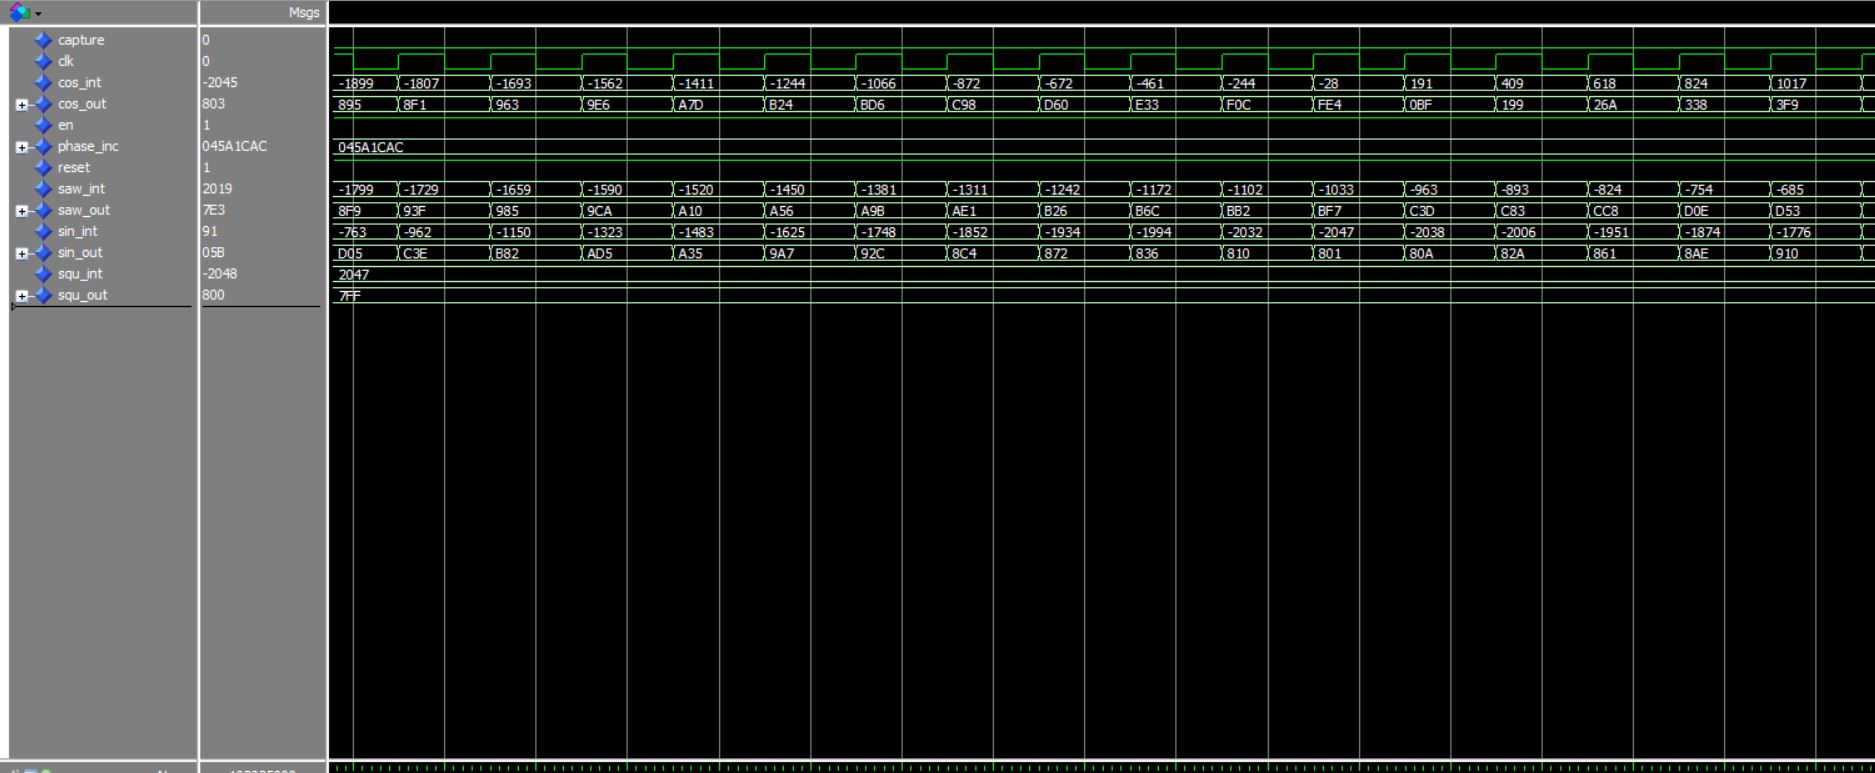 Msgs
capture 0
clk 0
cos_int -2045 -1899 -1807 -1693 -1562 -1411 -1244 -1066 -872 -672 -461 -244 -28 191 409 618 824 1017
cos_out 803 895 8F1 963 9E6 A7D B24 BD6 C98 D60 E33 F0C FE4 0BF 199 26A 338 3F9
en 1
phase_inc 045A1CAC 045A1CAC
reset 1
saw_int 2019 -1799 -1729 -1659 -1590 -1520 -1450 -1381 -1311 -1242 -1172 -1102 -1033 -963 -893 -824 -754 -685
saw_out 7E3 8F9 93F 985 9CA A10 A56 A9B AE1 B26 B6C BB2 BF7 C3D C83 CC8 D0E D53
sin_int 91 -763 -962 -1150 -1323 -1483 -1625 -1748 -1852 -1934 -1994 -2032 -2047 -2038 -2006 -1951 -1874 -1776
sin_out 05B D05 C3E B82 AD5 A35 9A7 92C 8C4 872 836 810 801 80A 82A 861 8AE 910
squ_int -2048 2047
squ_out 800 7FF